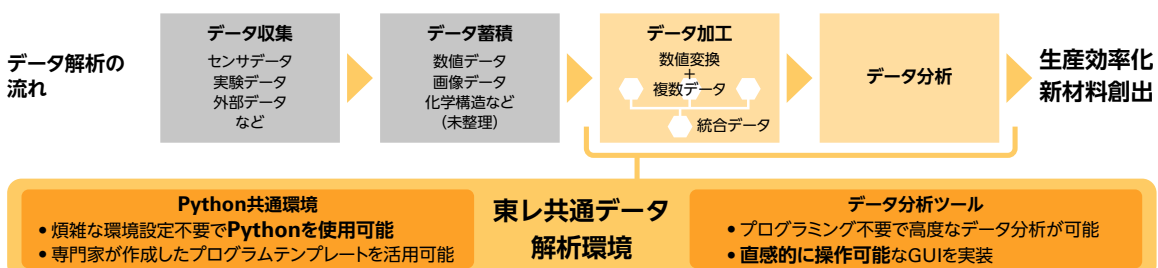 データ解析の
流れ
データ収集
センサデータ
実験データ
外部データ
など
データ蓄積
数値データ
画像データ
化学構造など
(未整理)
データ加工
数値変換
+
複数データ
統合データ
データ分析
生産効率化
新材料創出
Python共通環境
• 煩雑な環境設定不要でPythonを使用可能
• 専門家が作成したプログラムテンプレートを活用可能
東レ共通データ
解析環境
データ分析ツール
• プログラミング不要で高度なデータ分析が可能
• 直感的に操作可能なGUIを実装